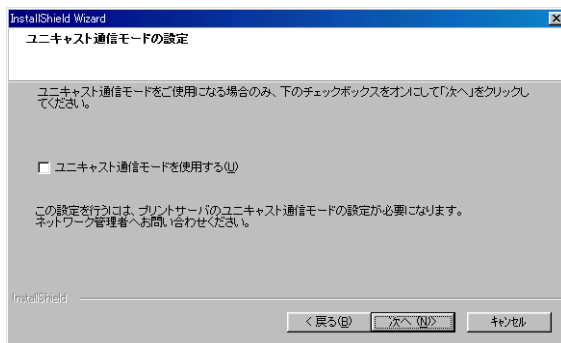 InstallShield Wizard
ユニキャスト通信モードの設定
ユニキャスト通信モードをご使用になる場合のみ、下のチェックボックスをオンにして「次へ」をクリックし
てください。
ユニキャスト通信モードを使用する(U)
この設定を行うには、プリントサーバのユニキャスト通信モードの設定が必要になります。
ネットワーク管理者へお問い合わせください。
InstallShield
< 戻る(B) 次へ (N)> キャンセル